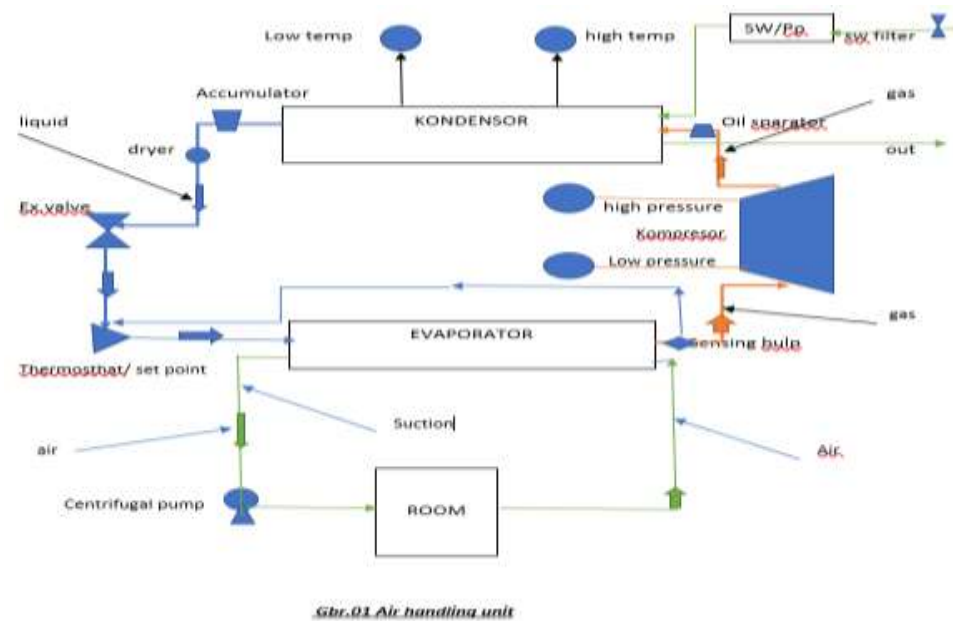 Low temp
high temp
SW/Pp
sw filter
Accumulator
gas
liquid
KONDENSOR
Oil sparator
dryer
out
Ex.valve
high pressure
Kompresor
Low pressure
gas
EVAPORATOR
Sensing bulp
Thermosthat/ set point
Suction
air
Air
Centrifugal pump
ROOM
Gbr.01 Air handling unit